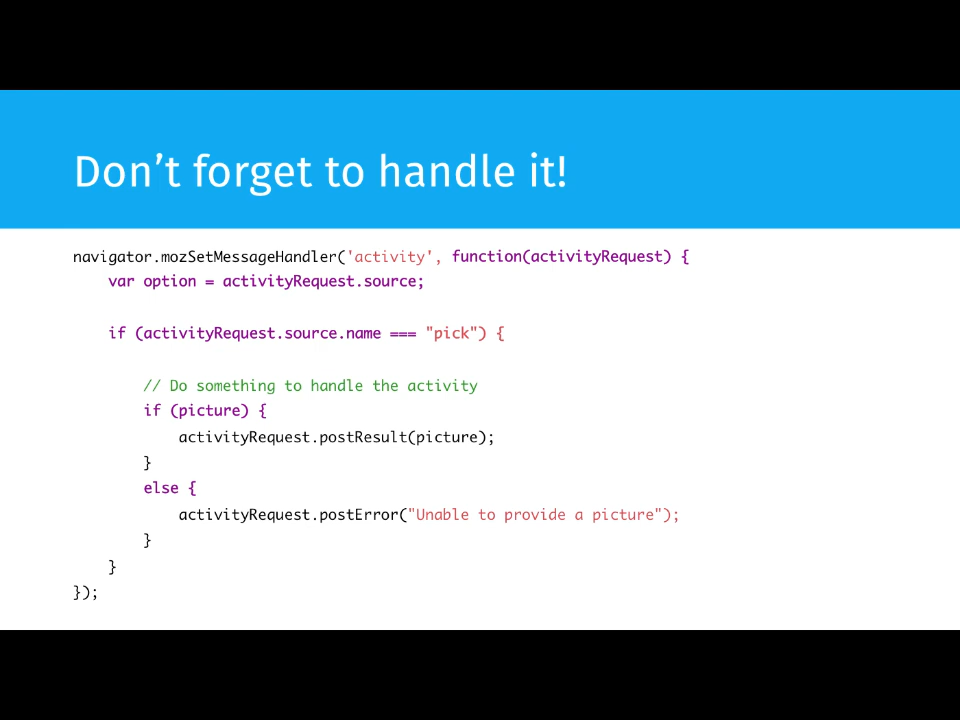 Don’t forget to handle it!
navigator.mozSetMessageHandler('activity', function(activityRequest) {
    var option = activityRequest.source;
    if (activityRequest.source.name === "pick") {
        // Do something to handle the activity
        if (picture) {
            activityRequest.postResult(picture);
        }
        else {
            activityRequest.postError("Unable to provide a picture");
        }
    }
});